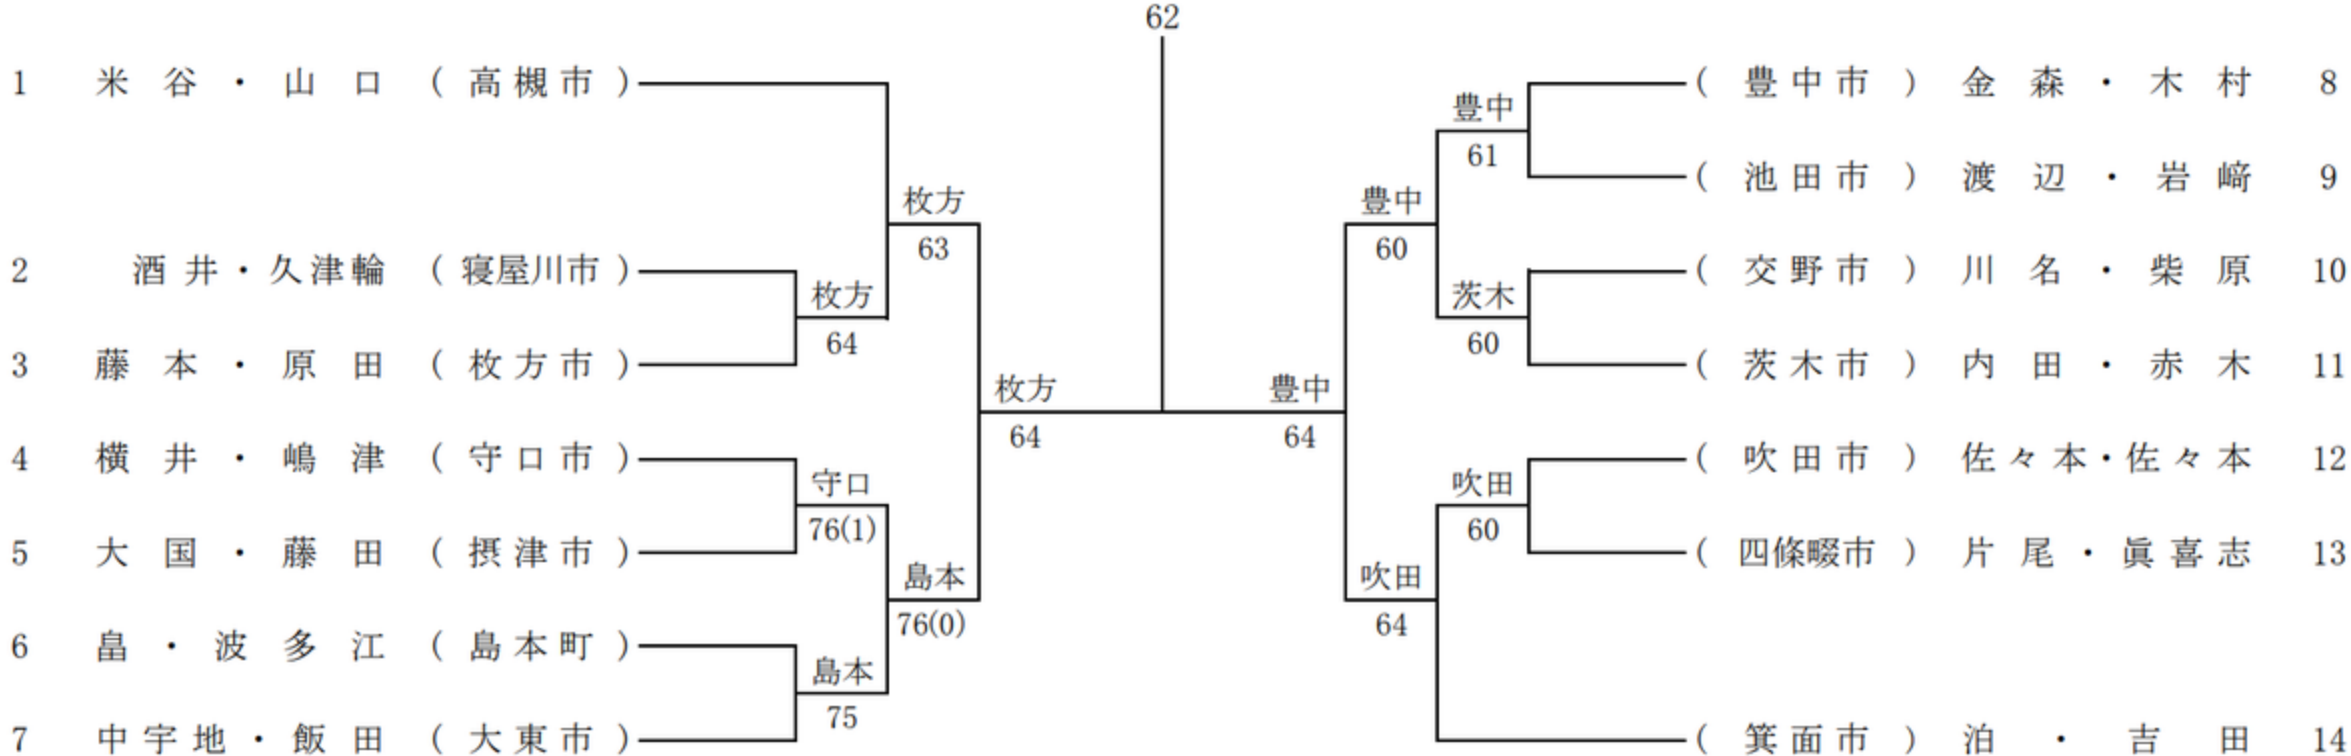 62
1 米谷・山口 (高槻市)
(豊中市) 金森・木村 8
豊中
61
(池田市) 渡辺・岩﨑 9
枚方
63
豊中
60
2 酒井・久津輪 (寝屋川市)
(交野市) 川名・柴原 10
枚方
64
茨木
60
3 藤本・原田 (枚方市)
(茨木市) 内田・赤木 11
枚方
64
豊中
64
4 横井・嶋津 (守口市)
(吹田市) 佐々本・佐々本 12
守口
76(1)
吹田
60
5 大国・藤田 (摂津市)
(四條畷市) 片尾・眞喜志 13
島本
76(0)
吹田
64
6 畠・波多江 (島本町)
島本
75
7 中宇地・飯田 (大東市)
(箕面市) 泊・吉田 14